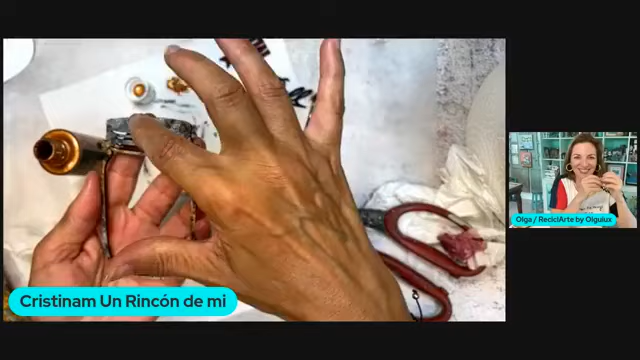 Cristinam Un Rincón de mi
Olga / ReciclArte by Olguiux